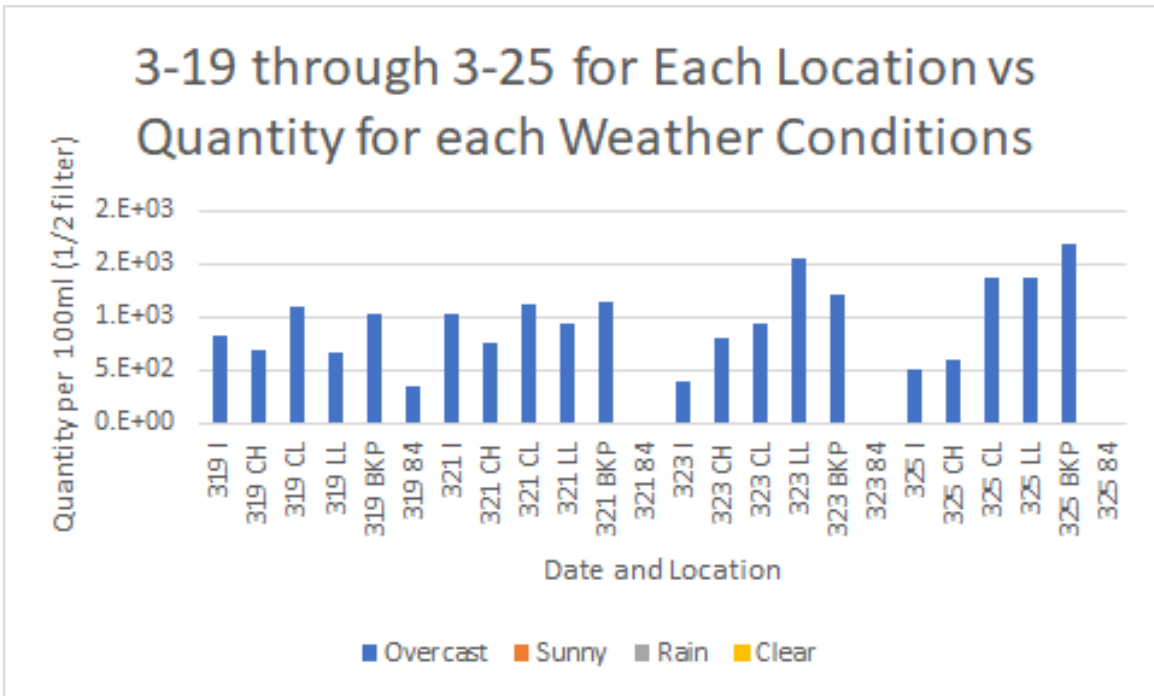 3-19 through 3-25 for Each Location vs
Quantity for each Weather Conditions
Quantity per 100ml (1/2 filter)
2.E+03
2.E+03
1.E+03
5.E+02
0.E+00
319 I
319 CH
319 CL
319 LL
319 BKP
319 84
321 I
321 CH
321 CL
321 LL
321 BKP
321 84
323 I
323 CH
323 CL
323 LL
323 BKP
323 84
325 I
325 CH
325 CL
325 LL
325 BKP
325 84
Date and Location
Overcast Sunny Rain Clear